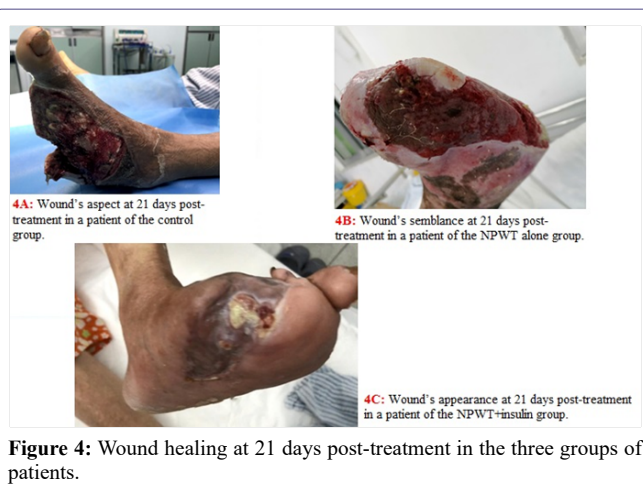 4A: Wound's aspect at 21 days post-
treatment in a patient of the control
group.
4B: Wound's semblance at 21 days post-
treatment in a patient of the NPWT alone group.
4C: Wound's appearance at 21 days post-treatment
in a patient of the NPWT+insulin group.
Figure 4: Wound healing at 21 days post-treatment in the three groups of
patients.